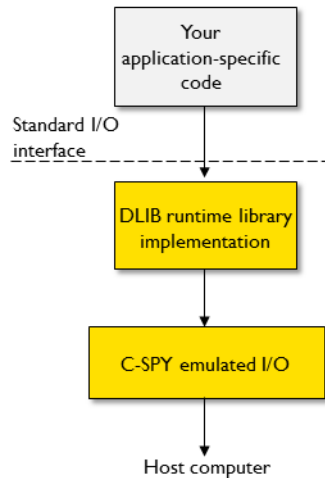 Your
application-specific
code
Standard I/O
interface
DLIB runtime library
implementation
C-SPY emulated I/O
Host computer